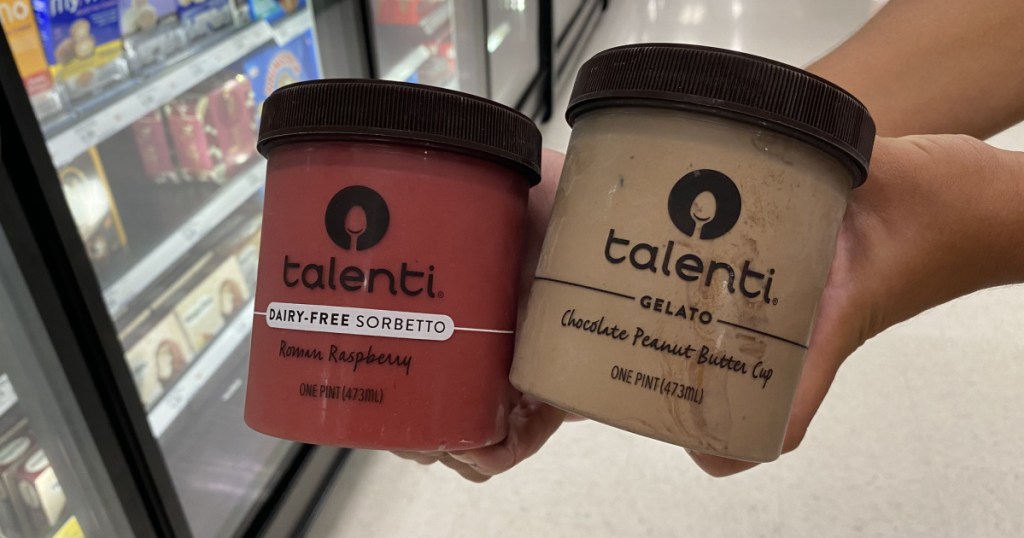 talenti®
DAIRY-FREE SORBETTO
Roman Raspberry
ONE PINT (473mL)
talenti®
GELATO
Chocolate Peanut Butter Cup
ONE PINT (473mL)